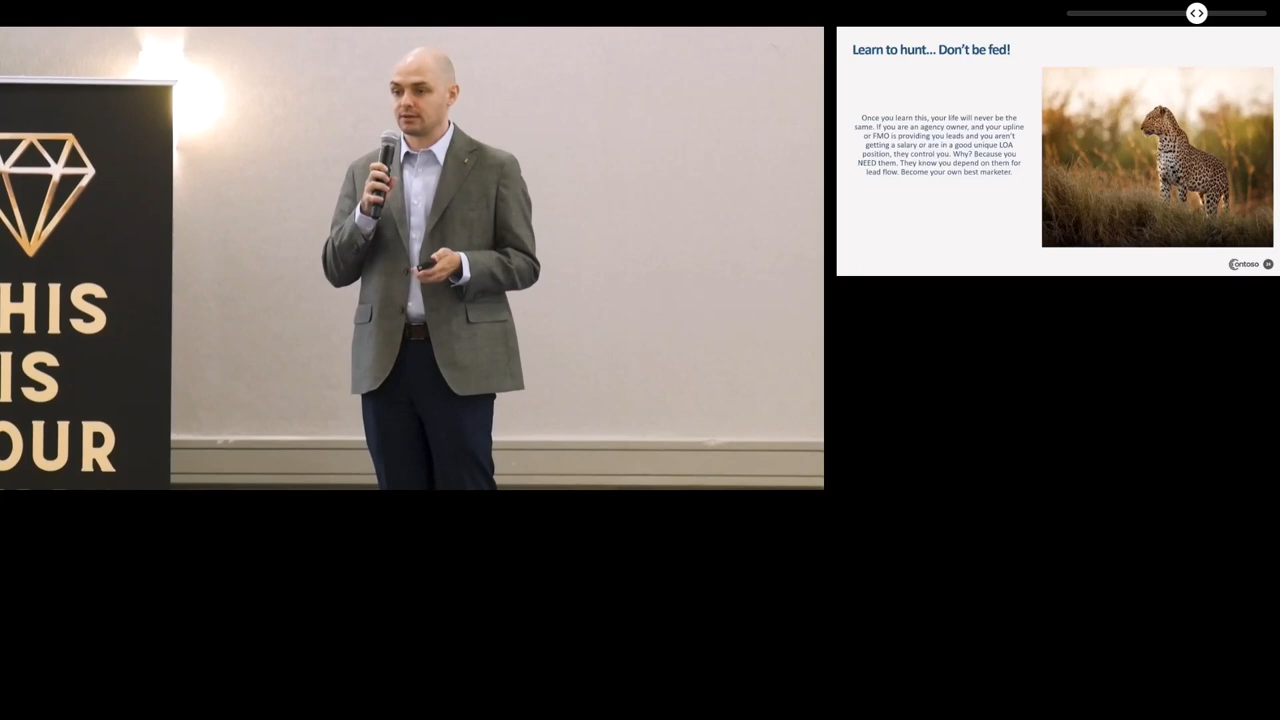 HIS
IS
OUR
Learn to hunt... Don't be fed!
Once you learn this, your life will never be the
same. If you are an agency owner, and your upline
or FMO is providing you leads and you aren't
getting a salary or are in a good unique LOA
position, they control you. Why? Because you
NEED them. They know you depend on them for
lead flow. Become your own best marketer.
ontoso